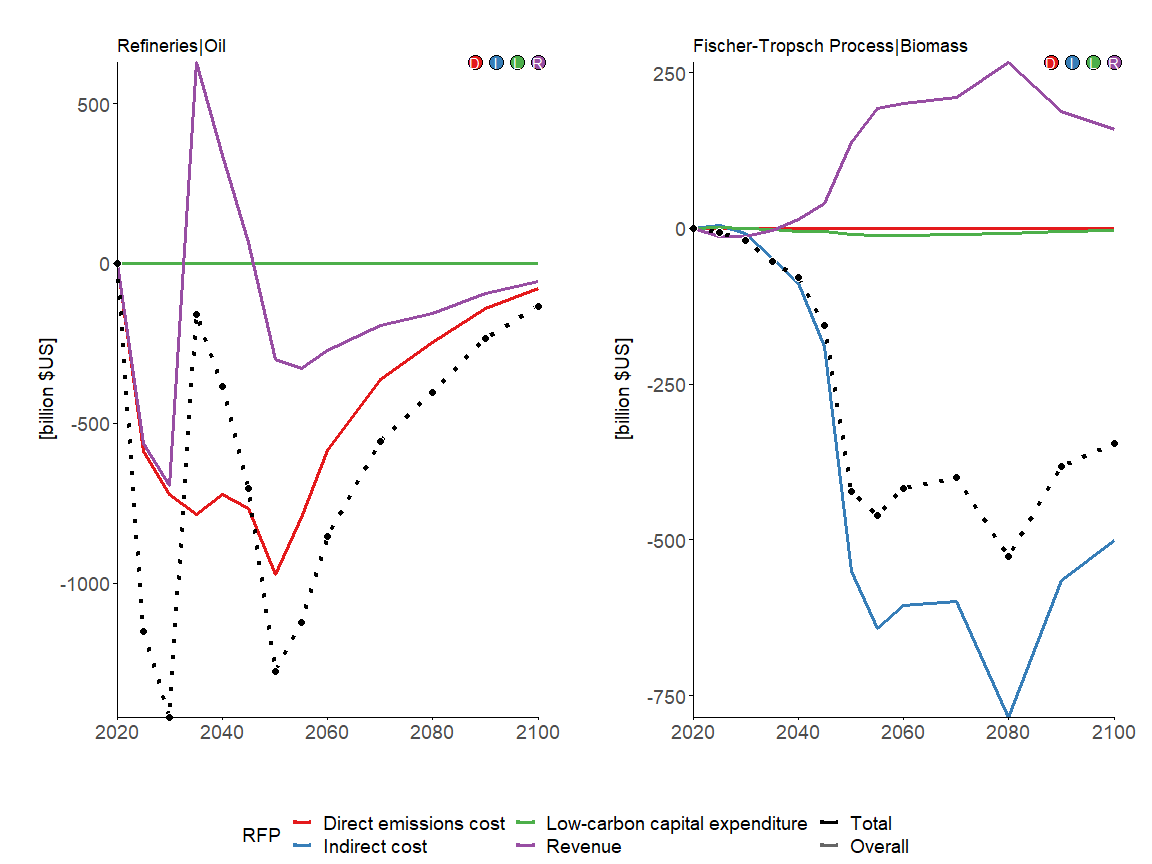 Refineries|Oil
D I L R
500
0
-500
-1000
[billion $US]
2020 2040 2060 2080 2100
Fischer-Tropsch Process|Biomass
D I L R
250
0
-250
-500
-750
[billion $US]
2020 2040 2060 2080 2100
RFP
Direct emissions cost Low-carbon capital expenditure Total
Indirect cost Revenue Overall